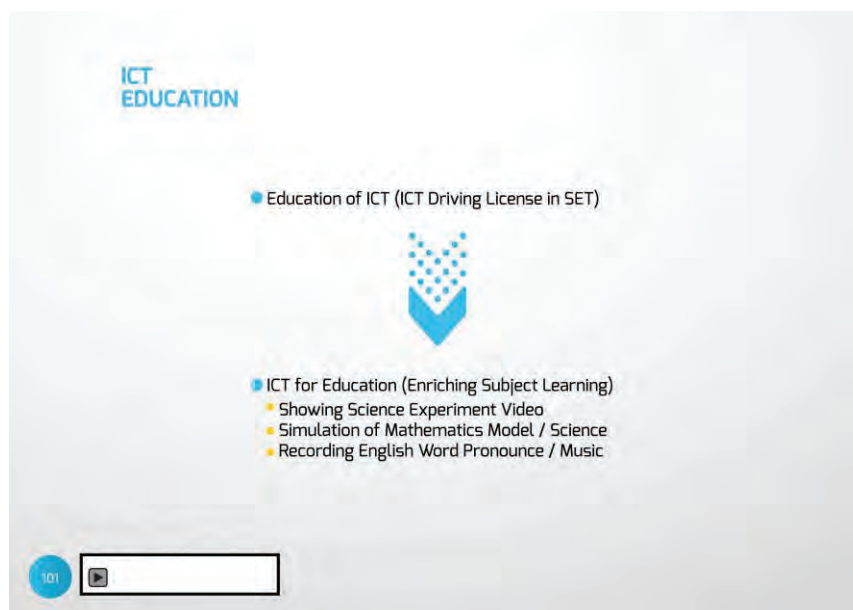 ICT
EDUCATION
Education of ICT (ICT Driving License in SET)
ICT for Education (Enriching Subject Learning)
Showing Science Experiment Video
Simulation of Mathematics Model / Science
Recording English Word Pronounce / Music
101